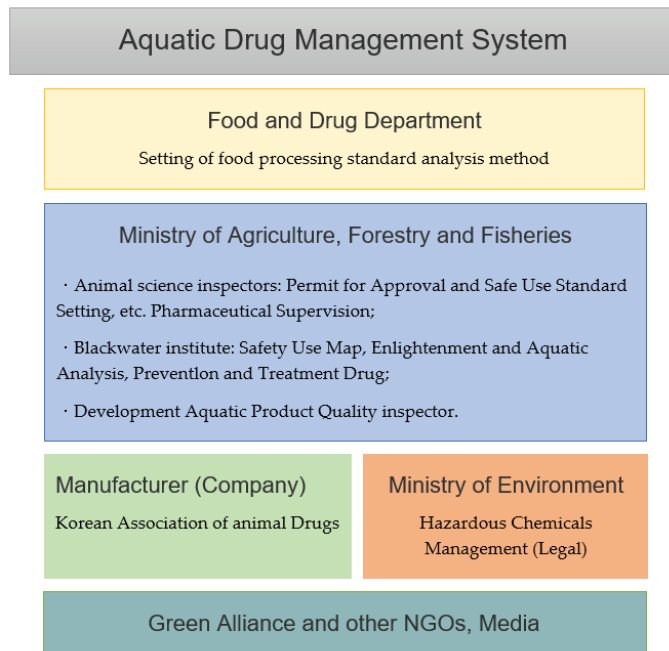 Aquatic Drug Management System
Food and Drug Department
Setting of food processing standard analysis method
Ministry of Agriculture, Forestry and Fisheries
· Animal science inspectors: Permit for Approval and Safe Use Standard
Setting, etc. Pharmaceutical Supervision;
· Blackwater institute: Safety Use Map, Enlightenment and Aquatic
Analysis, Preventlon and Treatment Drug;
· Development Aquatic Product Quality inspector.
Manufacturer (Company)
Korean Association of animal Drugs
Ministry of Environment
Hazardous Chemicals
Management (Legal)
Green Alliance and other NGOs, Media